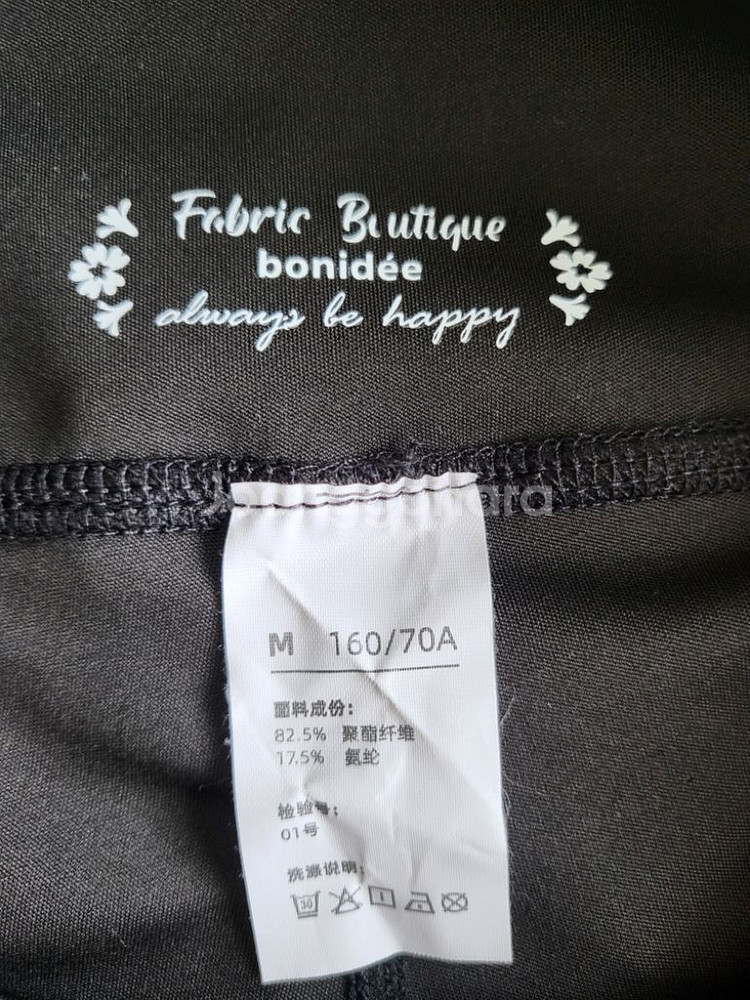 Fabric Boutique
bonidée
always be happy
M 160/70A
面料成份:
82.5% 聚酯纤维
17.5% 氨纶
检验号:
01号
洗涤说明:
30